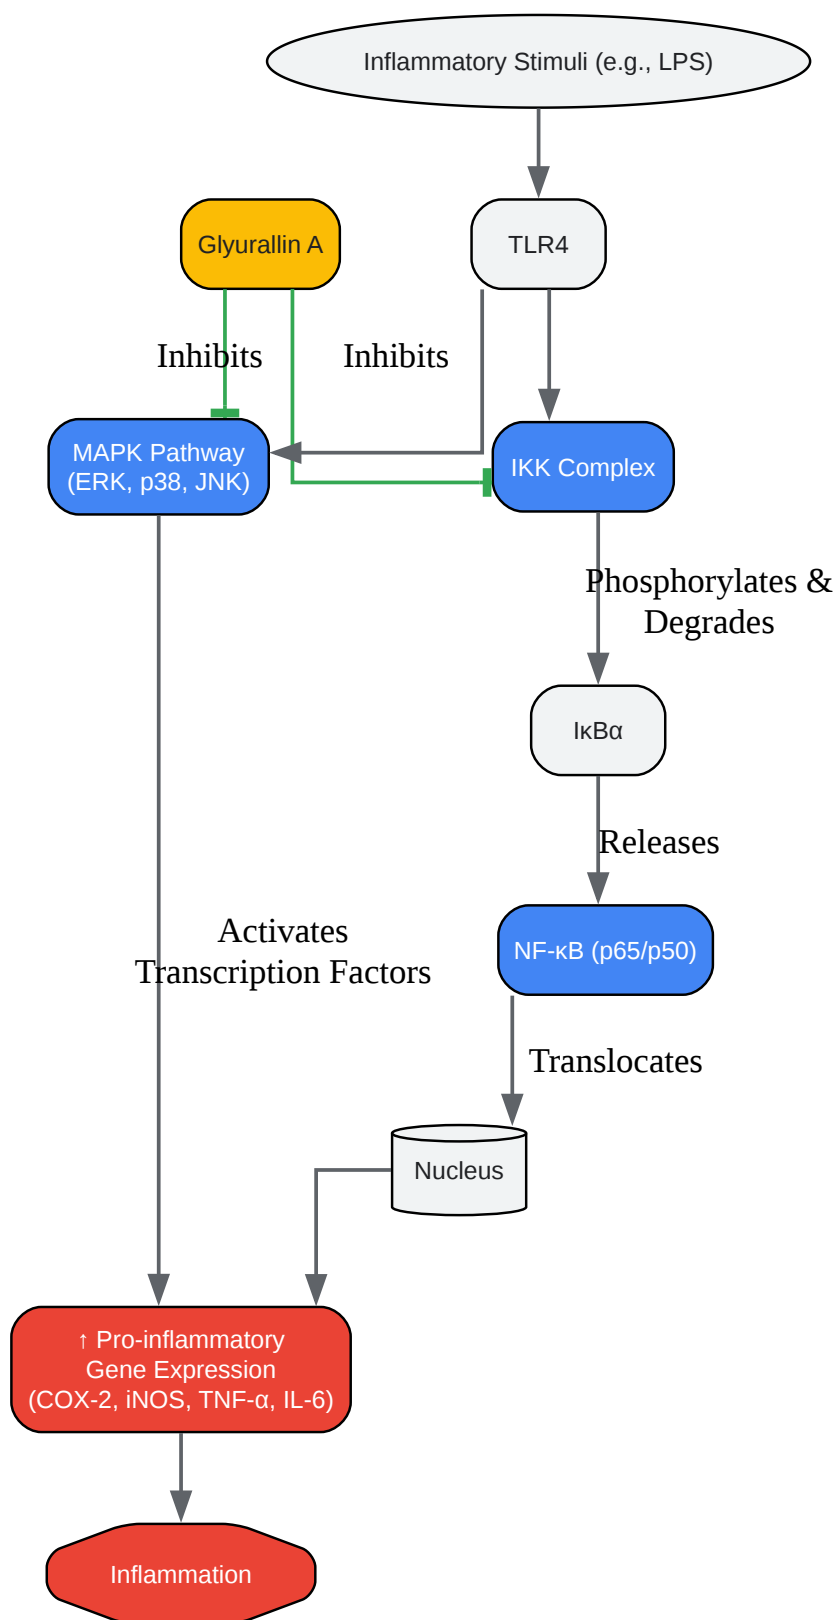 Inflammatory Stimuli (e.g., LPS)
Glyurallin A
TLR4
Inhibits
Inhibits
MAPK Pathway
(ERK, p38, JNK)
IKK Complex
Phosphorylates &
Degrades
IκBα
Releases
NF-κB (p65/p50)
Activates
Transcription Factors
Translocates
Nucleus
↑ Pro-inflammatory
Gene Expression
(COX-2, iNOS, TNF-α, IL-6)
Inflammation